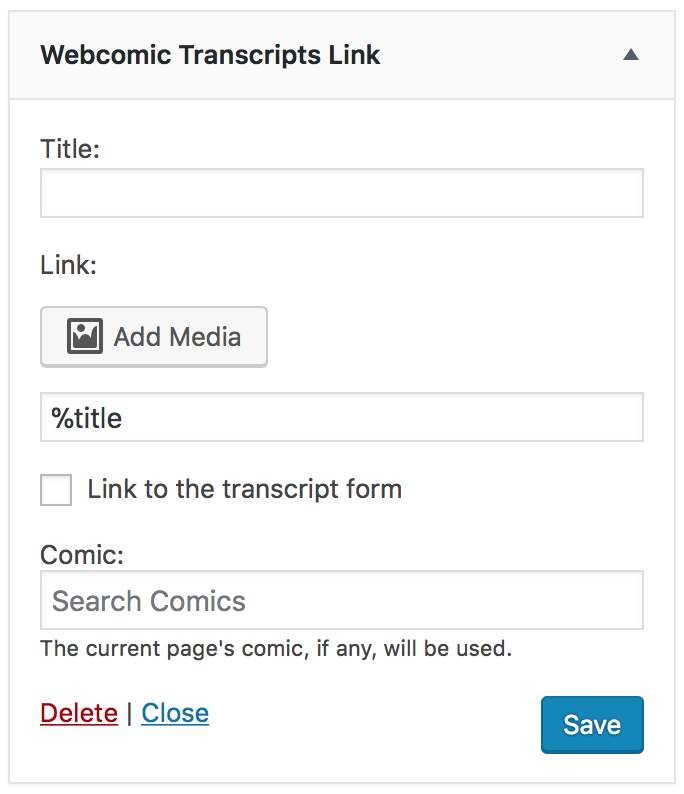 Webcomic Transcripts Link
Title:
Link:
Add Media
%title
Link to the transcript form
Comic:
Search Comics
The current page's comic, if any, will be used.
Delete | Close
Save